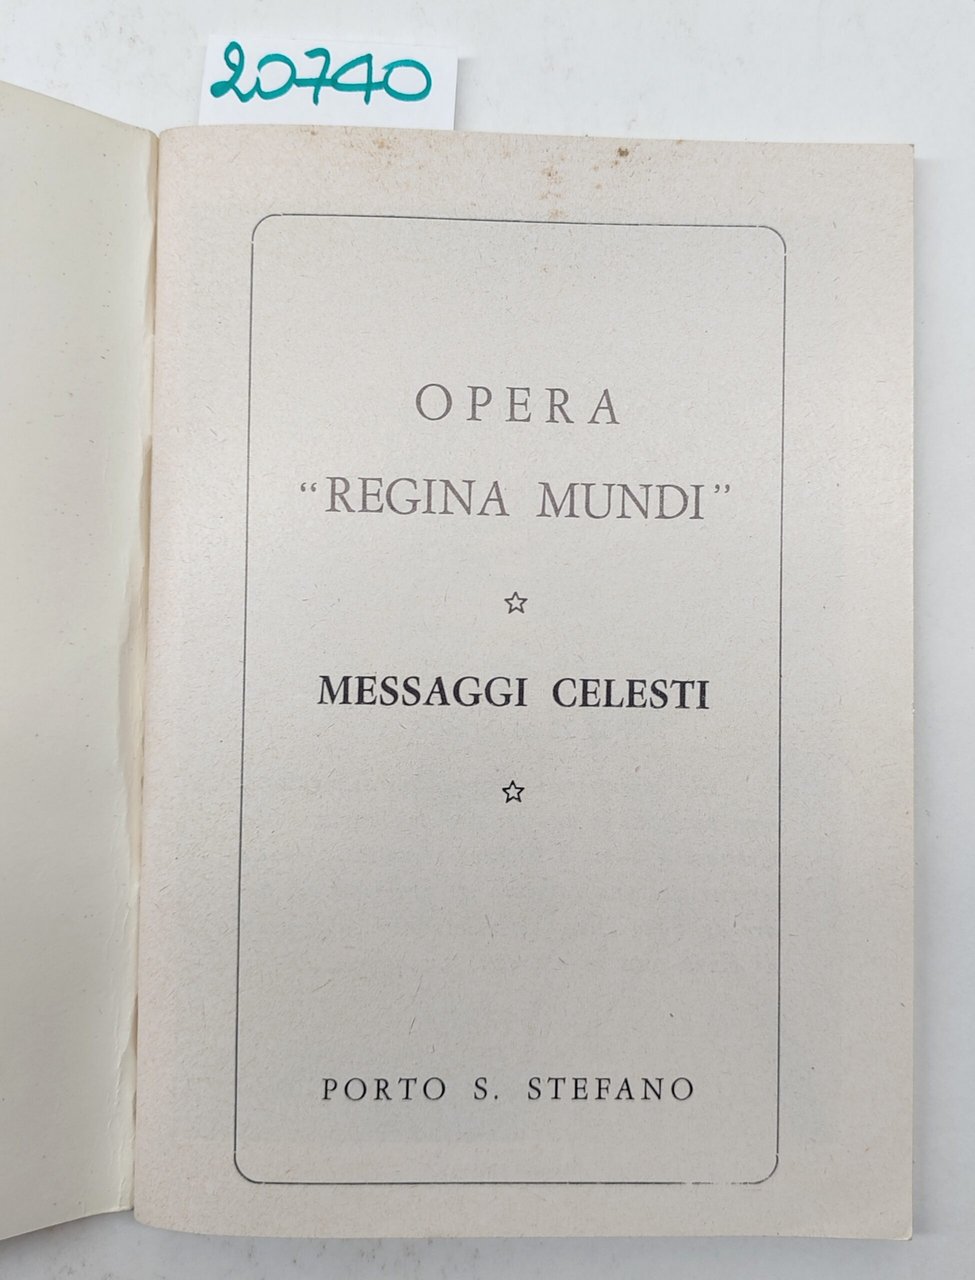 20740
OPERA
“REGINA MUNDI”
☆
MESSAGGI CELESTI
☆
PORTO S. STEFANO